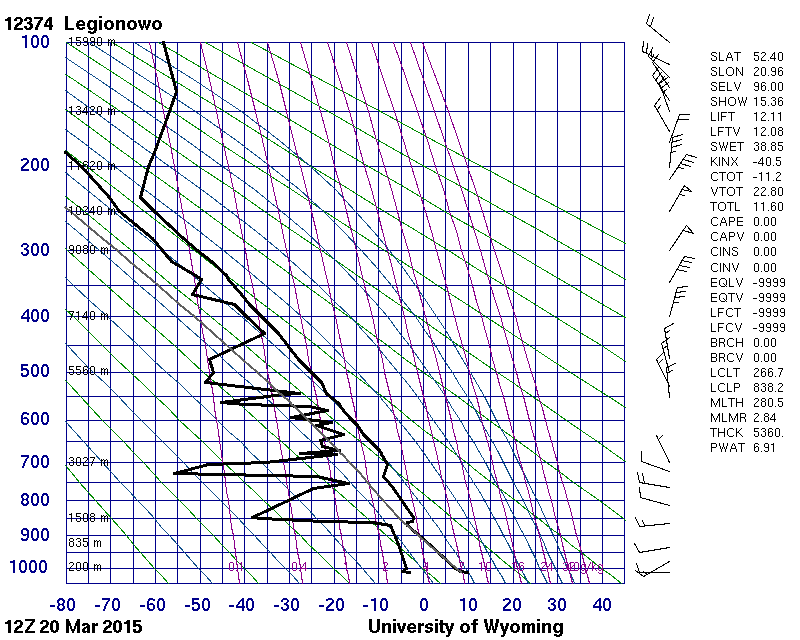 12374 Legionowo
100
15990 m
SLAT 52.40
SLON 20.96
SELV 96.00
SHOW 15.36
LIFT 12.11
LFTV 12.08
SWET 38.85
KINX -40.5
CTOT -11.2
VTOT 22.80
TOTL 11.60
CAPE 0.00
CAPV 0.00
CINS 0.00
CINV 0.00
EQLV -9999
EQTV -9999
LFCT -9999
LFCV -9999
BRCH 0.00
BRCV 0.00
LCLT 266.7
LCLP 838.2
MLTH 280.5
MLMR 2.84
THCK 5360.
PWAT 6.91
200
300
9080 m
400
7140 m
500
5560 m
600
700
3027 m
800
1508 m
900
835 m
1000
200 m
-80 -70 -60 -50 -40 -30 -20 -10 0 10 20 30 40
12Z 20 Mar 2015
University of Wyoming